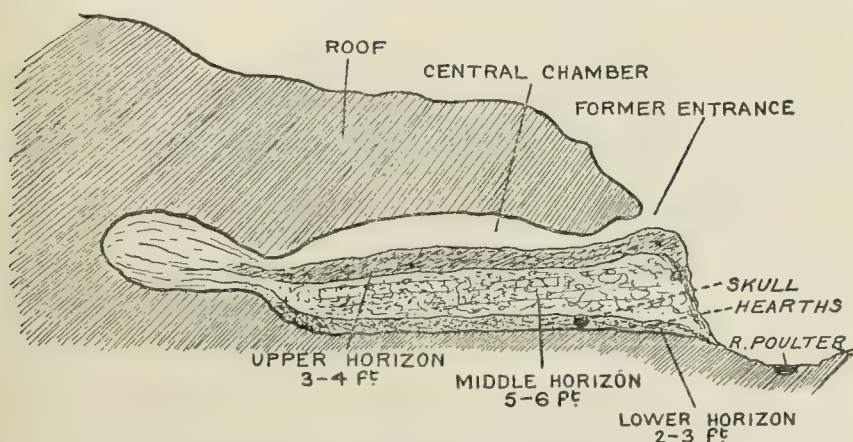 ROOF
CENTRAL CHAMBER
FORMER ENTRANCE
SKULL
HEARTHS
R. POULTER
UPPER HORIZON
3-4 Ft
MIDDLE HORIZON
5-6 Ft
LOWER HORIZON
2-3 Ft